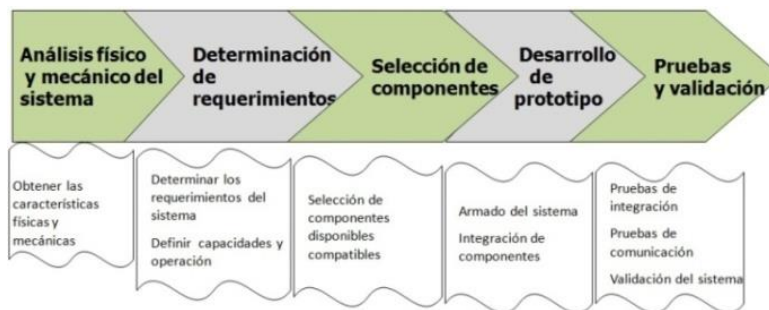 Análisis físico
y mecánico del
sistema
Determinación
de
requerimientos
Selección de
componentes
Desarrollo
de
prototipo
Pruebas
y validación
Obtener las
características
físicas y
mecánicas
Determinar los
requerimientos del
sistema
Definir capacidades y
operación
Selección de
componentes
disponibles
compatibles
Armado del sistema
Integración de
componentes
Pruebas de
integración
Pruebas de
comunicación
Validación del sistema